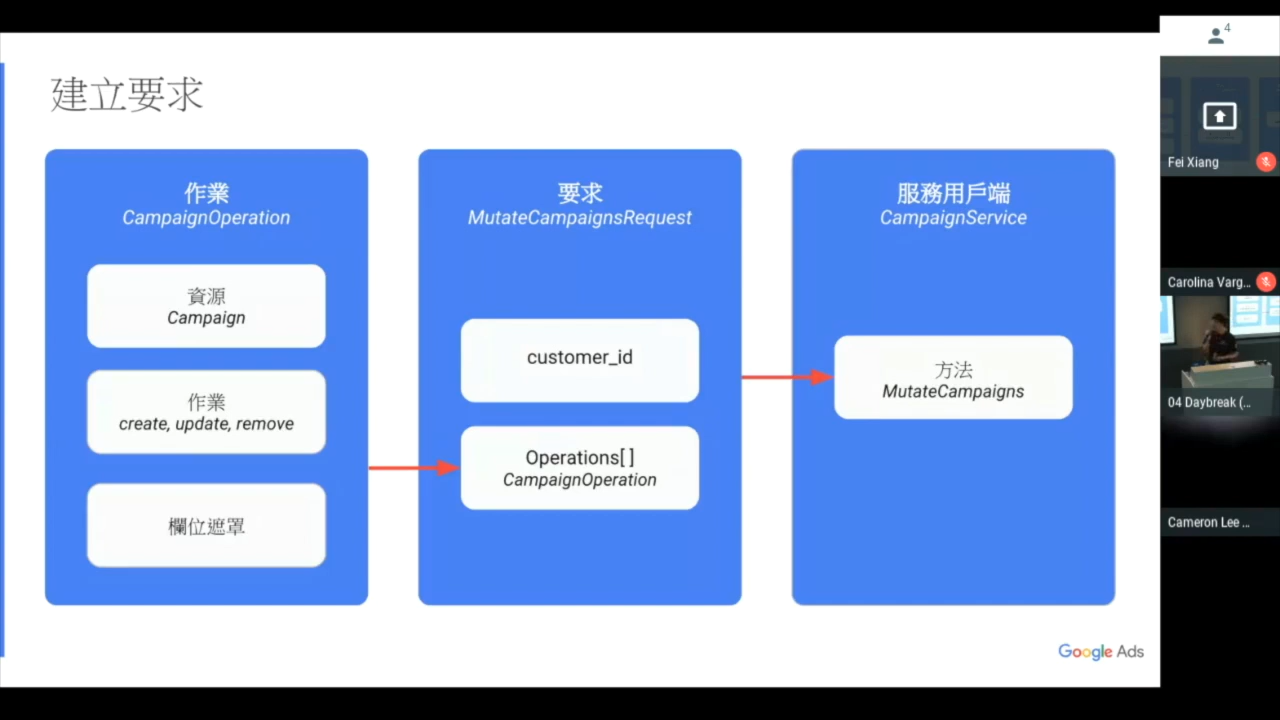 建立要求
作業
CampaignOperation
資源
Campaign
作業
create, update, remove
欄位遮罩
要求
MutateCampaignsRequest
customer_id
Operations[ ]
CampaignOperation
服務用戶端
CampaignService
方法
MutateCampaigns
Google Ads
4
Fei Xiang
Carolina Varg...
04 Daybreak (...
Cameron Lee ...